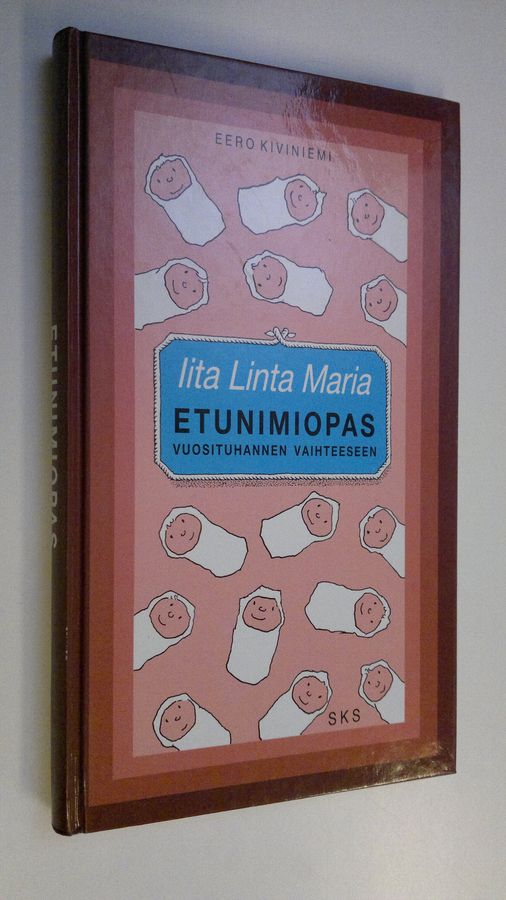 EERO KIVINIEMI
Iita Linta Maria
ETUNIMIOPAS
VUOSITUHANNEN VAIHTEESEEN
SKS
ETUNIMIOPAS